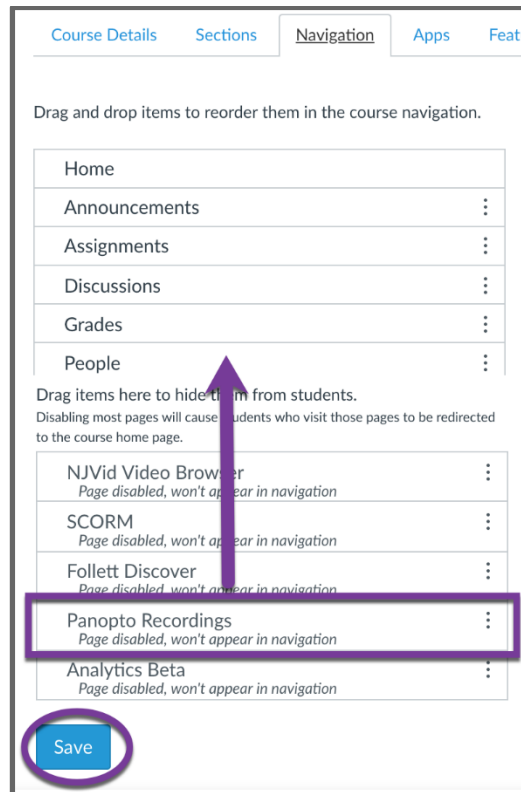 Course Details Sections Navigation Apps Feat
Drag and drop items to reorder them in the course navigation.
Home
Announcements
Assignments
Discussions
Grades
People
Drag items here to hide them from students.
Disabling most pages will cause students who visit those pages to be redirected
to the course home page.
NJVid Video Browser
Page disabled, won't appear in navigation
SCORM
Page disabled, won't appear in navigation
Follett Discover
Page disabled, won't appear in navigation
Panopto Recordings
Page disabled, won't appear in navigation
Analytics Beta
Page disabled, won't appear in navigation
Save